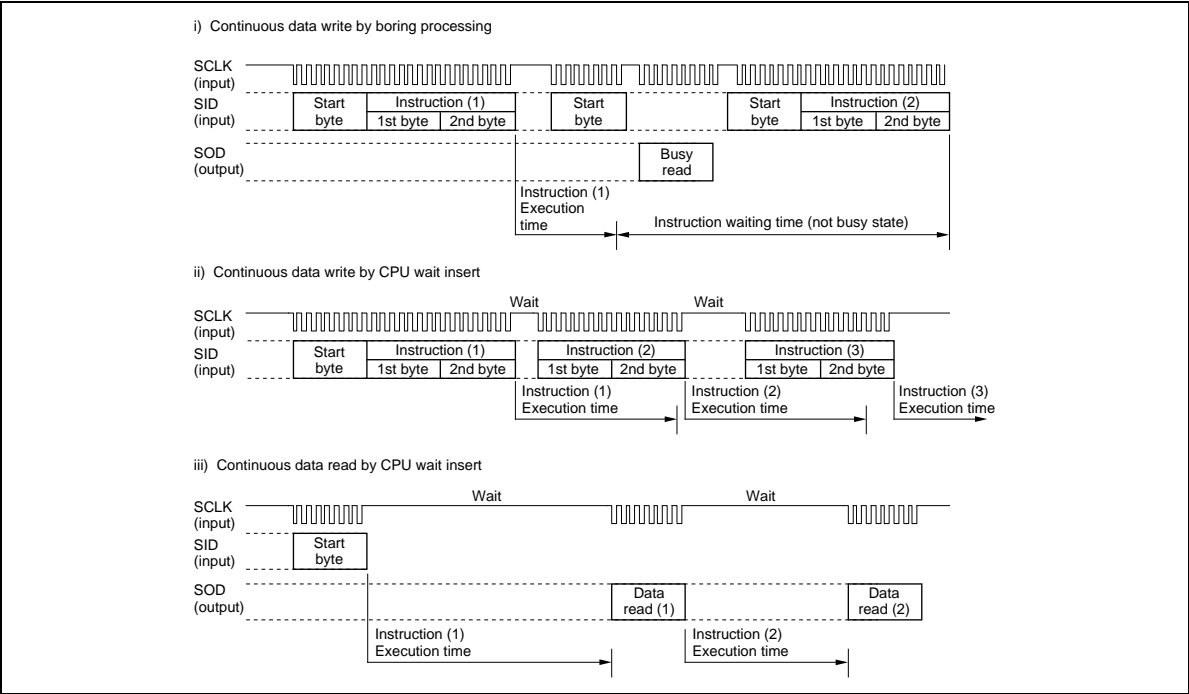 i) Continuous data write by boring processing
SCLK
(input)
SID
(input)
Start
byte
Instruction (1)
1st byte
2nd byte
Start
byte
Start
byte
Instruction (2)
1st byte
2nd byte
SOD
(output)
Busy
read
Instruction (1)
Execution
time
Instruction waiting time (not busy state)
ii) Continuous data write by CPU wait insert
Wait
Wait
SCLK
(input)
SID
(input)
Start
byte
Instruction (1)
1st byte
2nd byte
Instruction (2)
1st byte
2nd byte
Instruction (3)
1st byte
2nd byte
Instruction (1)
Execution time
Instruction (2)
Execution time
Instruction (3)
Execution time
iii) Continuous data read by CPU wait insert
Wait
Wait
SCLK
(input)
SID
(input)
Start
byte
SOD
(output)
Data
read (1)
Data
read (2)
Instruction (1)
Execution time
Instruction (2)
Execution time